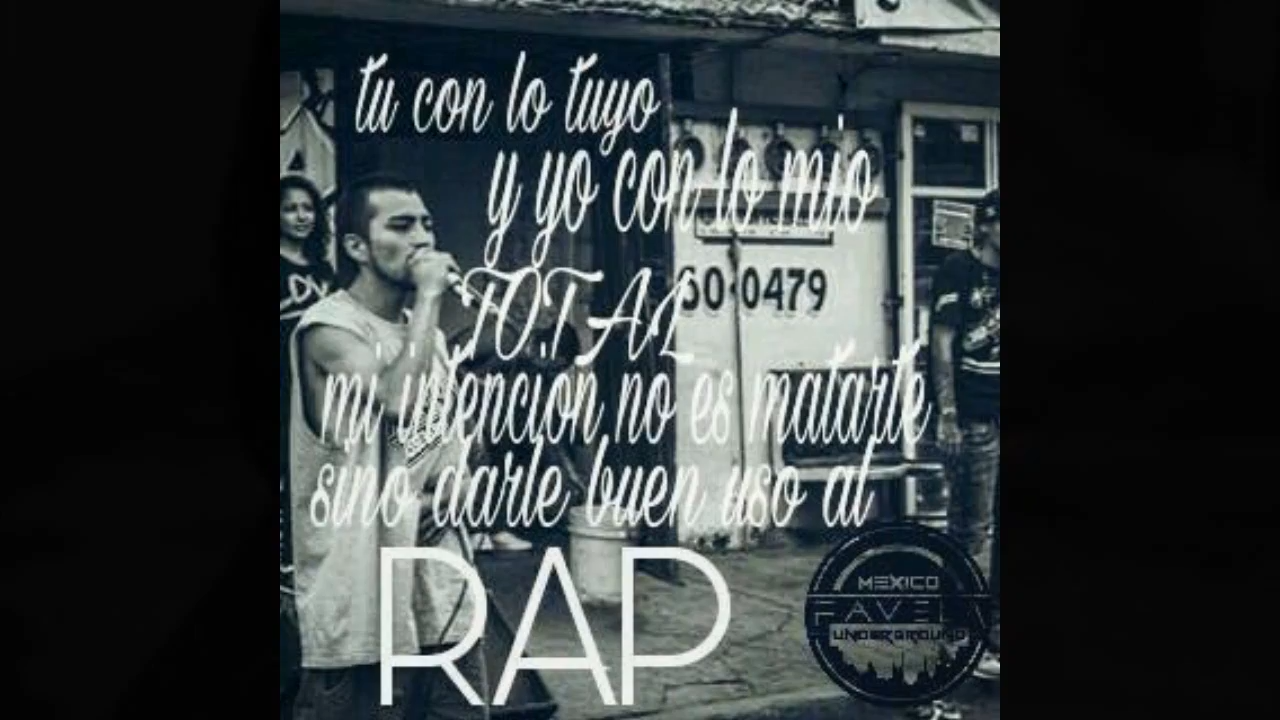 tu con lo tuyo
y yo con lo mio
TOTAL
60-0479
mi intencion no es matarte
sino darle buen uso al
RAP
MEXICO
FAVELA
UNDERGROUND